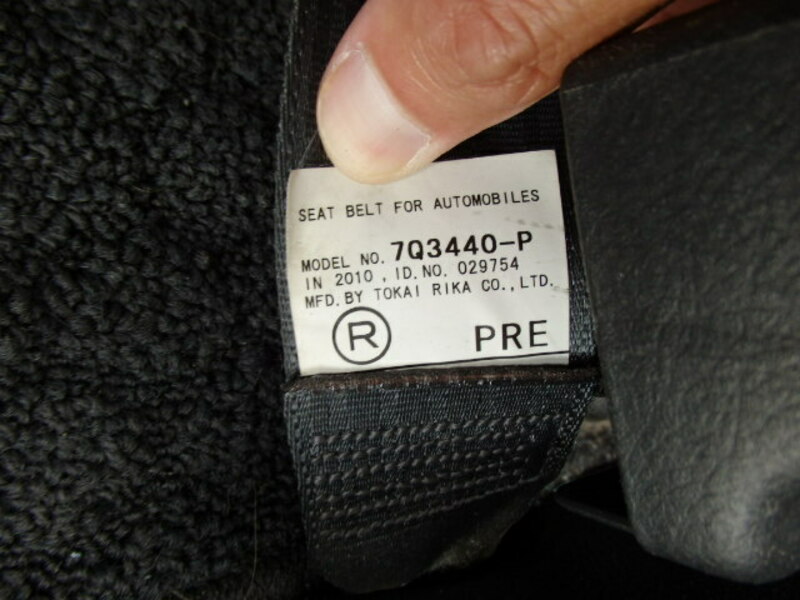 SEAT BELT FOR AUTOMOBILES
MODEL NO. 7Q3440-P
IN 2010 , ID. NO. 029754
MFD. BY TOKAI RIKA CO., LTD.
R PRE